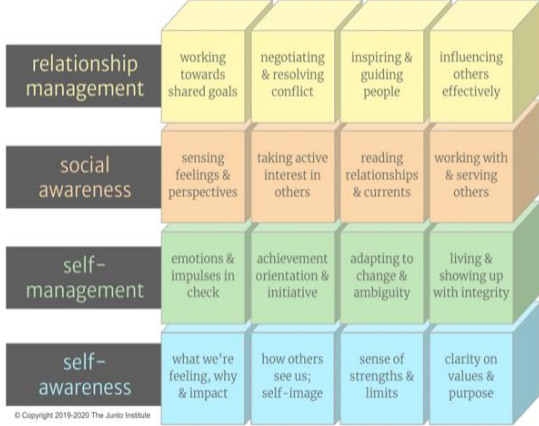 relationship
management
working
towards
shared goals
negotiating
& resolving
conflict
inspiring &
guiding
people
influencing
others
effectively
social
awareness
sensing
feelings &
perspectives
taking active
interest in
others
reading
relationships
& currents
working with
& serving
others
self-
management
emotions &
impulses in
check
achievement
orientation &
initiative
adapting to
change &
ambiguity
living &
showing up
with integrity
self-
awareness
what we're
feeling, why
& impact
how others
see us;
self-image
sense of
strengths &
limits
clarity on
values &
purpose
© Copyright 2019-2020 The Junto Institute